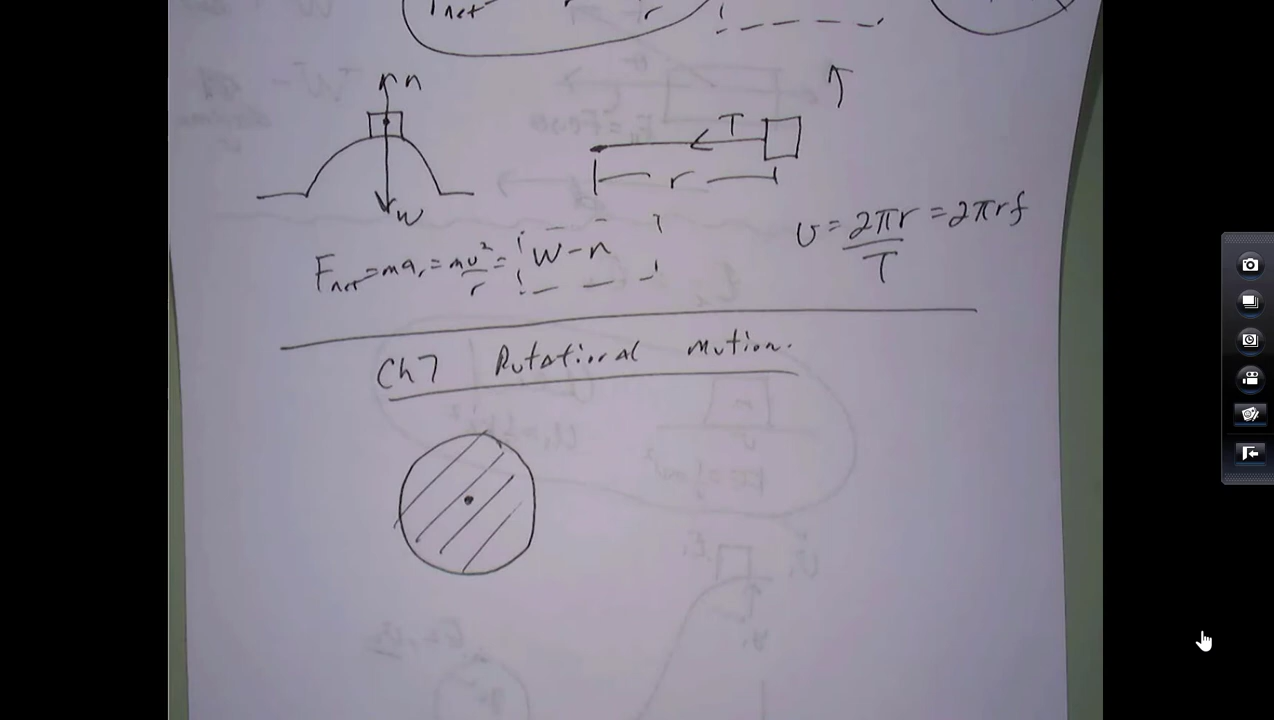 F_net r
n
T
r
w
v = 2πr/T = 2πrf
F_net = ma_r = mv²/r = w - n
Ch 7 Rotational Motion.